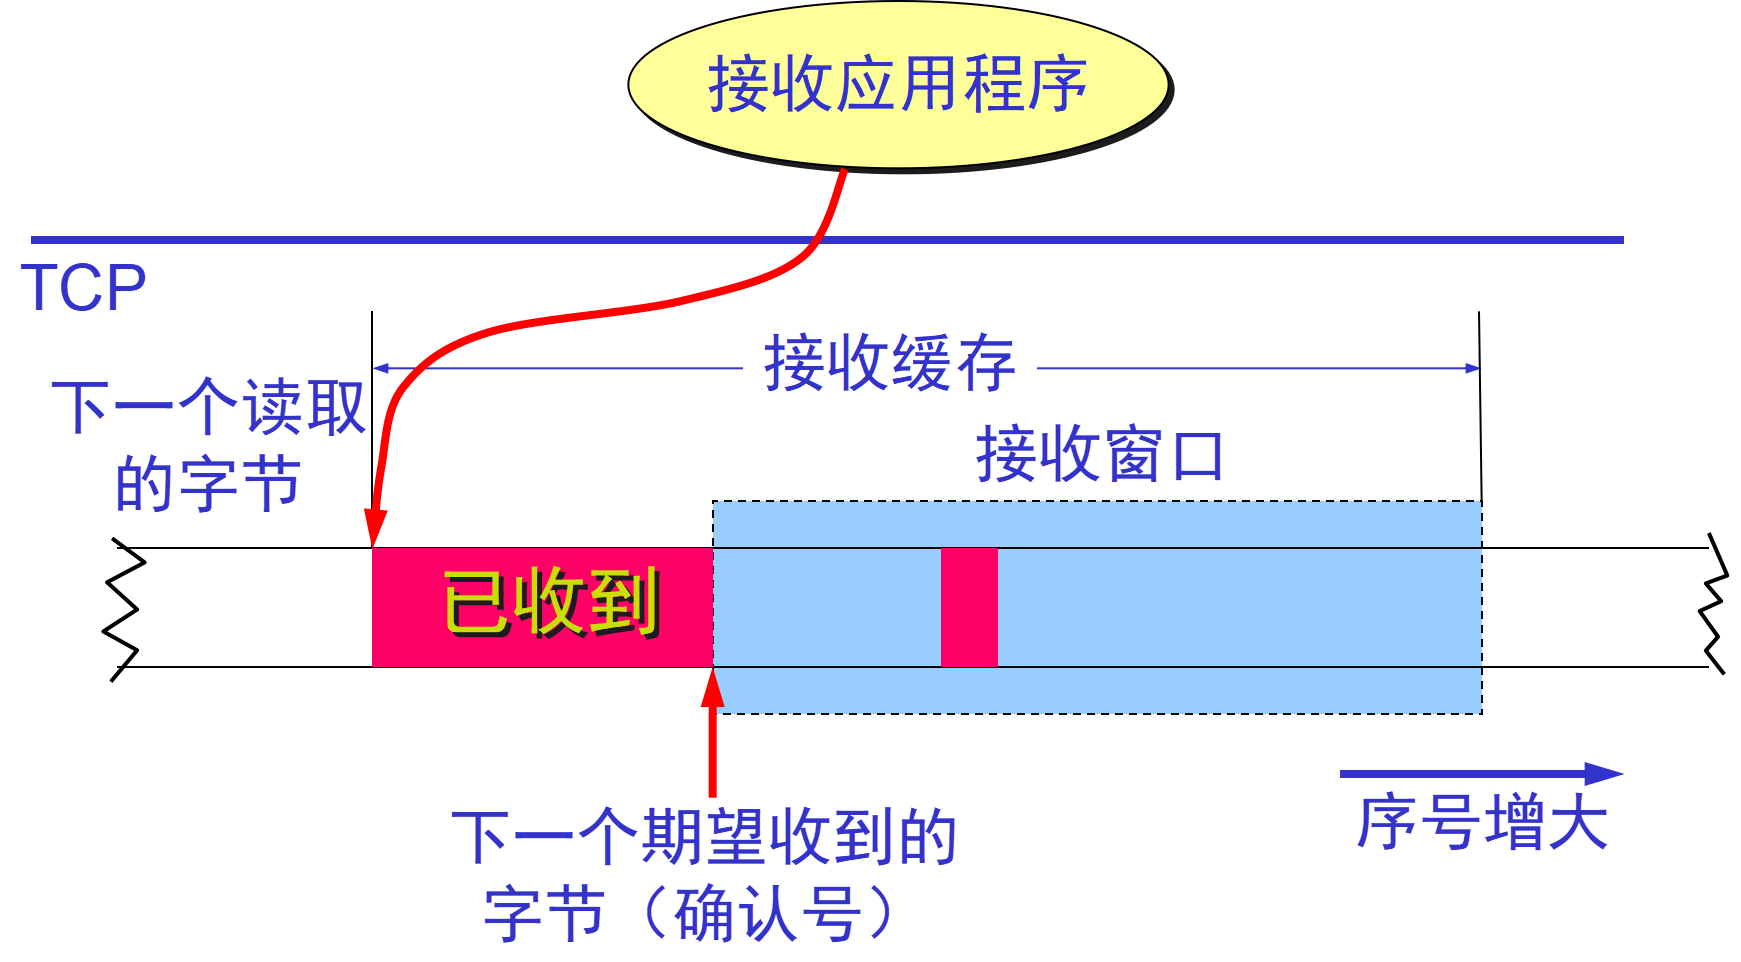 接收应用程序
TCP
接收缓存
下一个读取
的字节
接收窗口
已收到
下一个期望收到的
字节（确认号）
序号增大